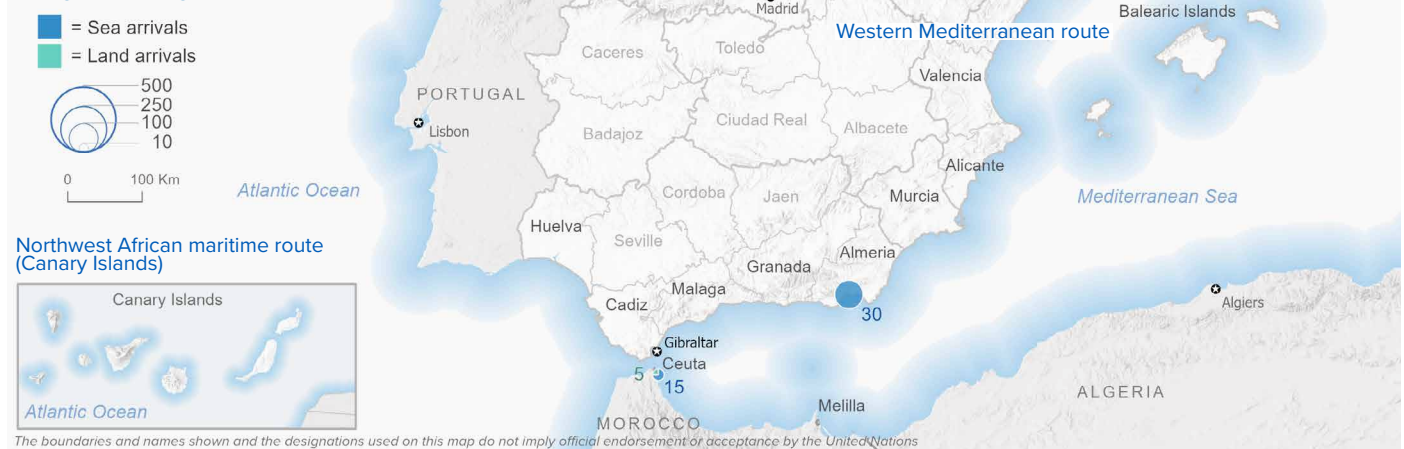 = Sea arrivals
= Land arrivals
500
250
100
10
0 100 Km
Madrid
Western Mediterranean route
Balearic Islands
Caceres
Toledo
Valencia
PORTUGAL
Lisbon
Badajoz
Ciudad Real
Albacete
Alicante
Atlantic Ocean
Cordoba
Jaen
Murcia
Mediterranean Sea
Huelva
Seville
Almeria
Granada
Malaga
Cadiz
30
Algiers
Gibraltar
Ceuta
5
15
Melilla
ALGERIA
MOROCCO
Northwest African maritime route
(Canary Islands)
Canary Islands
Atlantic Ocean
The boundaries and names shown and the designations used on this map do not imply official endorsement or acceptance by the United Nations